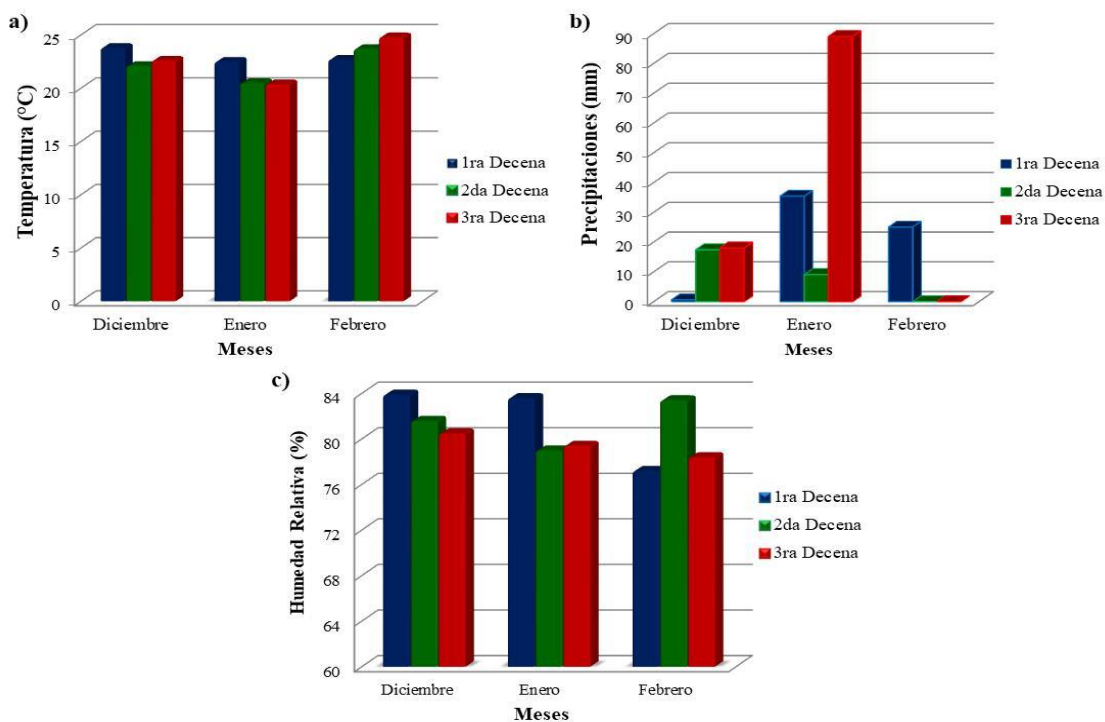 a)
Temperatura (°C)
25
20
15
10
5
0
Diciembre
Enero
Febrero
Meses
1ra Decena
2da Decena
3ra Decena
b)
Precipitaciones (mm)
90
80
70
60
50
40
30
20
10
0
Diciembre
Enero
Febrero
Meses
1ra Decena
2da Decena
3ra Decena
c)
Humedad Relativa (%)
84
80
76
72
68
64
60
Diciembre
Enero
Febrero
Meses
1ra Decena
2da Decena
3ra Decena